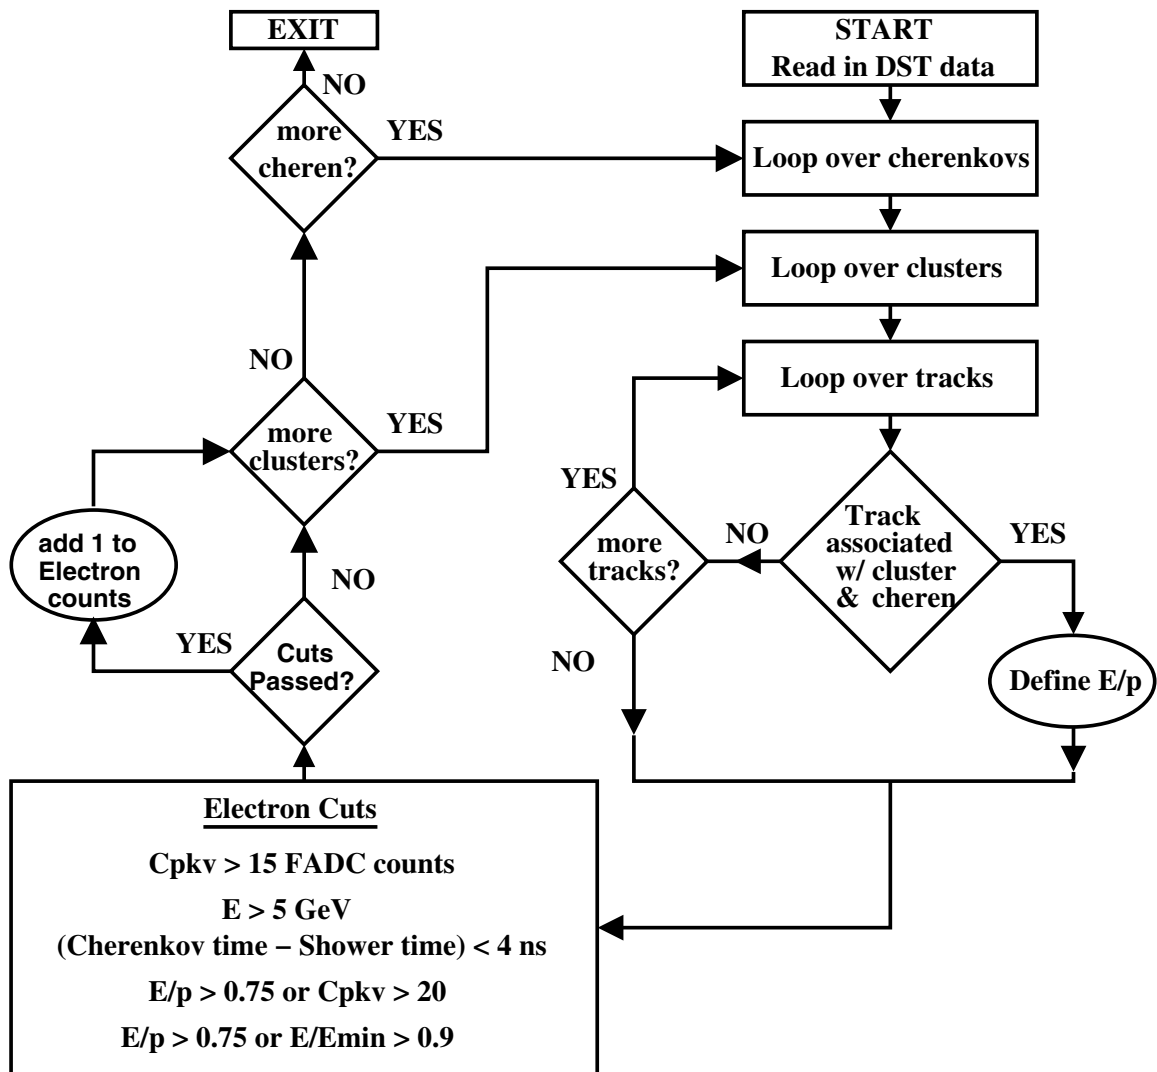 EXIT
START
Read in DST data
NO
more
cheren?
YES
Loop over cherenkovs
Loop over clusters
NO
more
clusters?
YES
Loop over tracks
YES
more
tracks?
NO
NO
Track
associated
w/ cluster
& cheren
YES
Define E/p
add 1 to
Electron
counts
NO
YES
Cuts
Passed?
Electron Cuts
Cpkv > 15 FADC counts
E > 5 GeV
(Cherenkov time − Shower time) < 4 ns
E/p > 0.75 or Cpkv > 20
E/p > 0.75 or E/Emin > 0.9